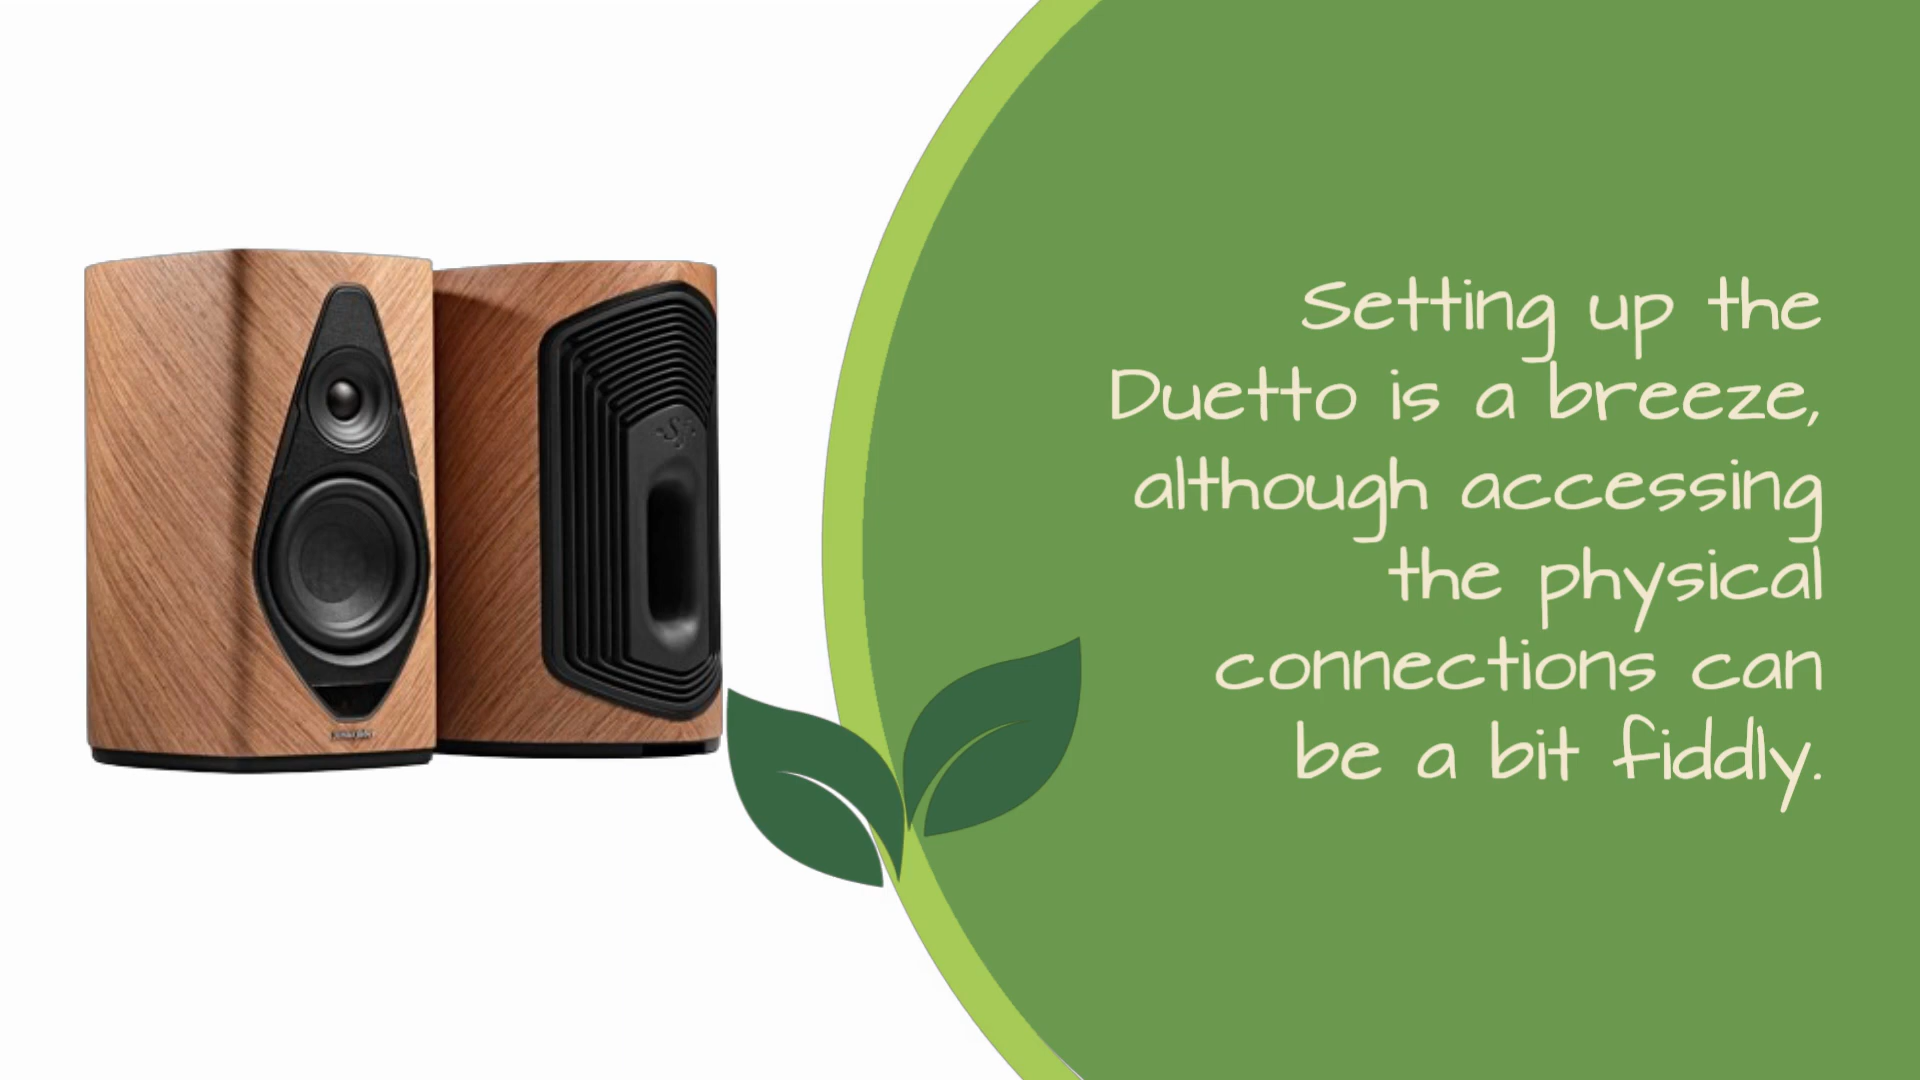 Setting up the
Duetto is a breeze,
although accessing
the physical
connections can
be a bit fiddly.